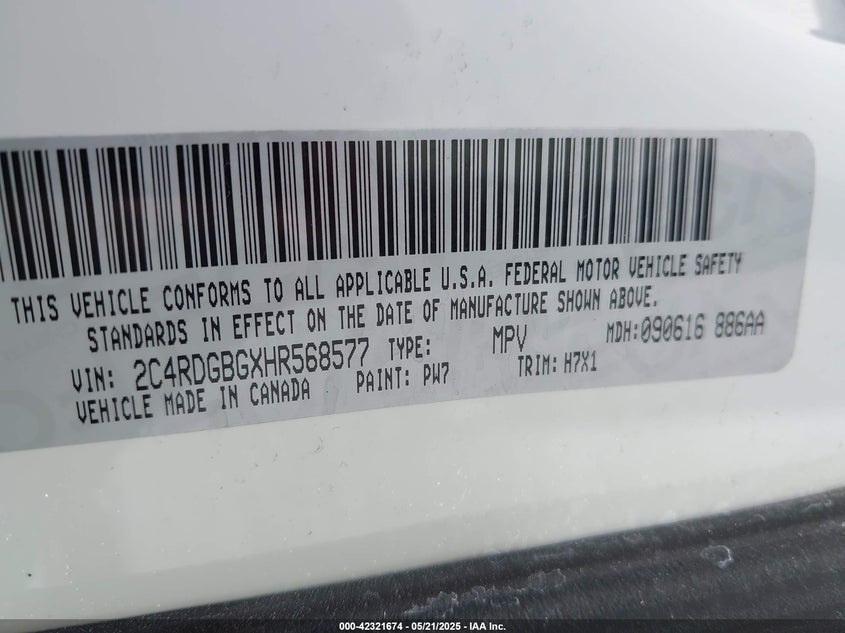 THIS VEHICLE CONFORMS TO ALL APPLICABLE U.S.A. FEDERAL MOTOR VEHICLE SAFETY
STANDARDS IN EFFECT ON THE DATE OF MANUFACTURE SHOWN ABOVE.
VIN: 2C4RDGBGXHR568577 TYPE: MPV MDH:090616 886AA
VEHICLE MADE IN CANADA PAINT: PW7 TRIM: H7X1
000-42321674 - 05/21/2025 - IAA Inc.